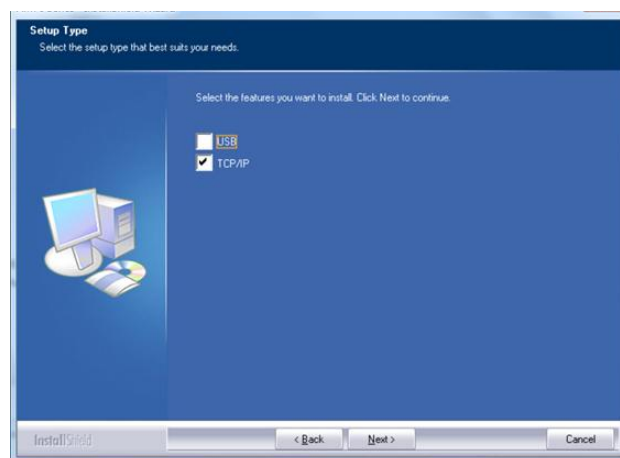 Setup Type
Select the setup type that best suits your needs.
Select the features you want to install. Click Next to continue.
USB
TCP/IP
InstallShield
< Back
Next >
Cancel